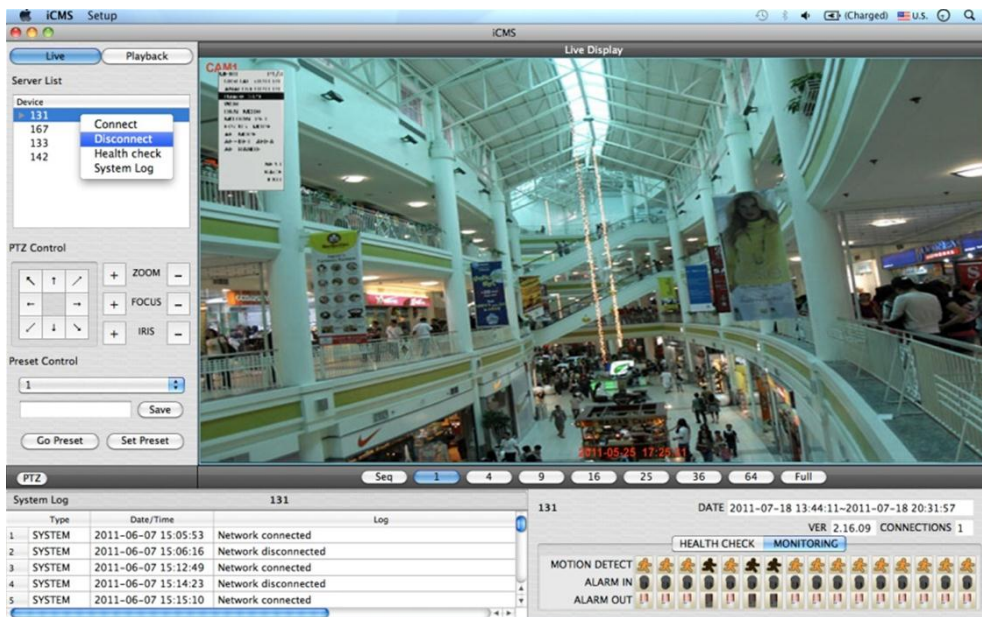 iCMS Setup (Charged) U.S.
iCMS
Live Playback
Live Display
Server List
Device
131
167
133
142
Connect
Disconnect
Health check
System Log
CAM1
PTZ Control
+ ZOOM −
+ FOCUS −
+ IRIS −
Preset Control
1
Save
Go Preset Set Preset
2011-05-25 17:25
PTZ
Seq 1 4 9 16 25 36 64 Full
System Log 131
Type Date/Time Log
1 SYSTEM 2011-06-07 15:05:53 Network connected
2 SYSTEM 2011-06-07 15:06:16 Network disconnected
3 SYSTEM 2011-06-07 15:12:49 Network connected
4 SYSTEM 2011-06-07 15:14:23 Network disconnected
5 SYSTEM 2011-06-07 15:15:10 Network connected
131 DATE 2011-07-18 13:44:11~2011-07-18 20:31:57
VER 2.16.09 CONNECTIONS 1
HEALTH CHECK MONITORING
MOTION DETECT
ALARM IN
ALARM OUT